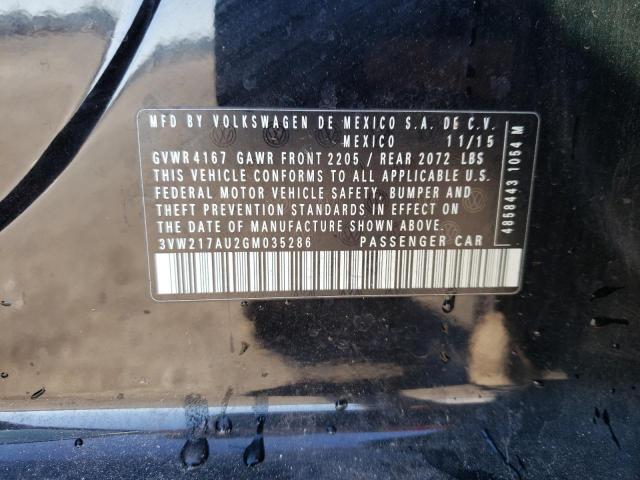 MFD BY VOLKSWAGEN DE MEXICO S.A. DE C.V.
MEXICO 11/15
GVWR 4167 GAWR FRONT 2205 / REAR 2072 LBS
THIS VEHICLE CONFORMS TO ALL APPLICABLE U.S.
FEDERAL MOTOR VEHICLE SAFETY, BUMPER AND
THEFT PREVENTION STANDARDS IN EFFECT ON
THE DATE OF MANUFACTURE SHOWN ABOVE.
3VW217AU2GM035286 PASSENGER CAR
4858443 1054 M